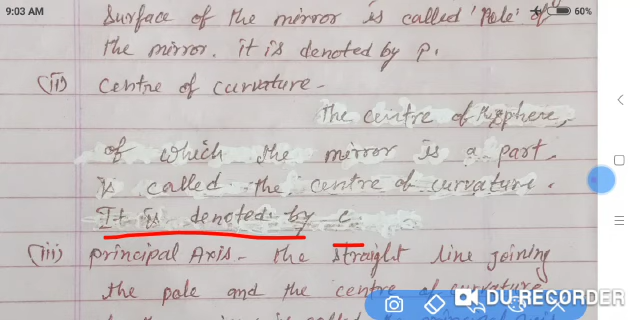 9:03 AM 60%
Surface of the mirror is called 'Pole' of
the mirror. it is denoted by P.
(ii) Centre of curvature -
The centre of the sphere,
of which the mirror is a part.
is called the centre of curvature.
It is denoted by c.
(iii) principal Axis - the straight line joining
the pole and the centre of curvature
DU RECORDER